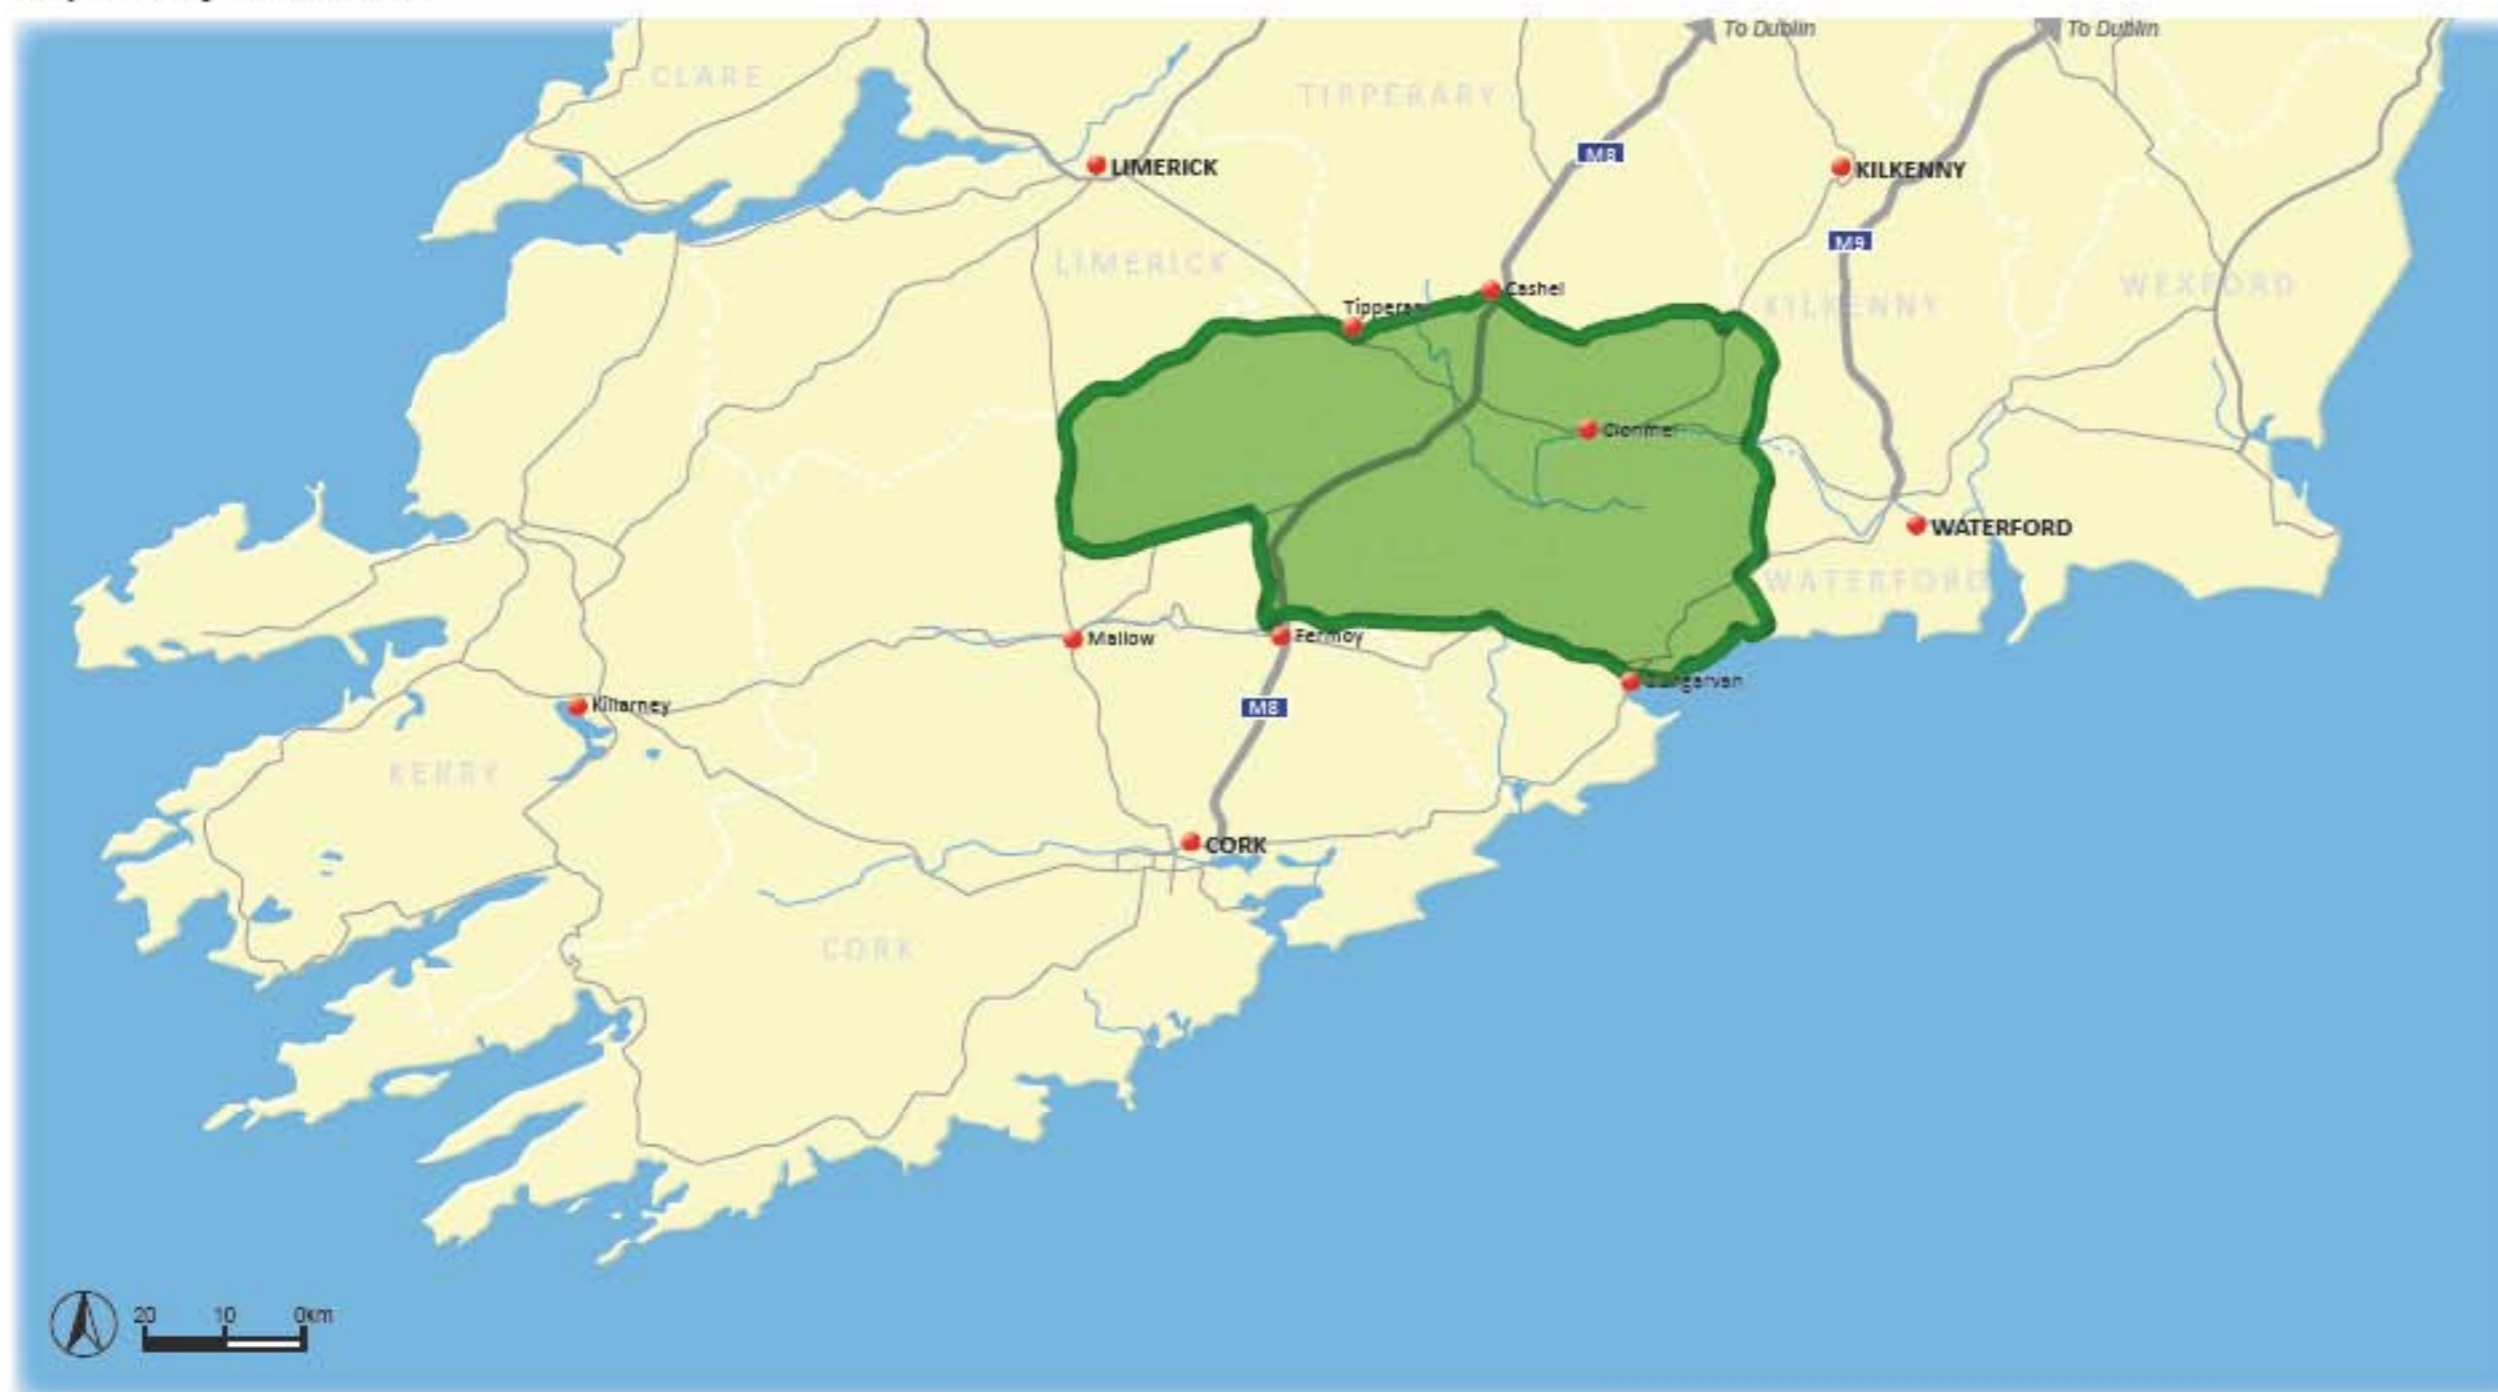 To Dublin
To Dublin
CLARE
TIPPERARY
M8
LIMERICK
KILKENNY
M9
LIMERICK
WEXFORD
Cashel
KILKENNY
Clonmel
WATERFORD
WATERFORD
Mallow
Fermoy
Killarney
M8
KERRY
CORK
CORK
20 10 0km